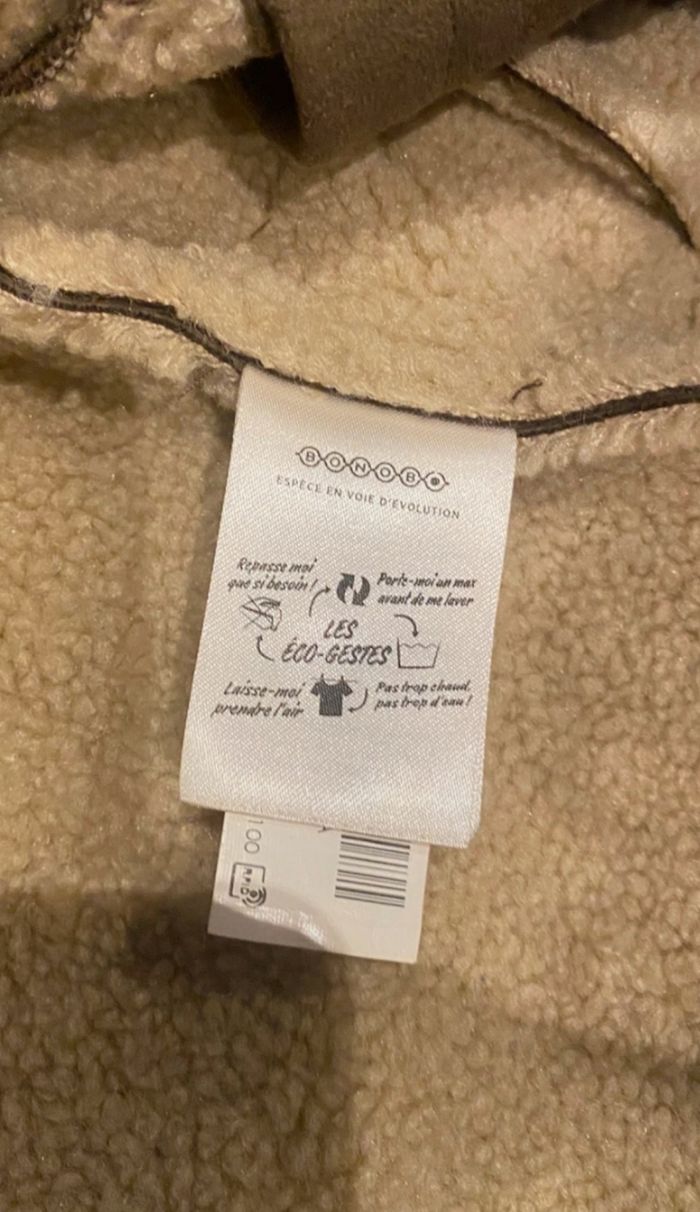 BONOBO
ESPÈCE EN VOIE D'ÉVOLUTION
Repasse moi
que si besoin !
Porte-moi un max
avant de me laver
LES
ÉCO-GESTES
Laisse-moi
prendre l'air
Pas trop chaud,
pas trop d'eau !
100
RFID